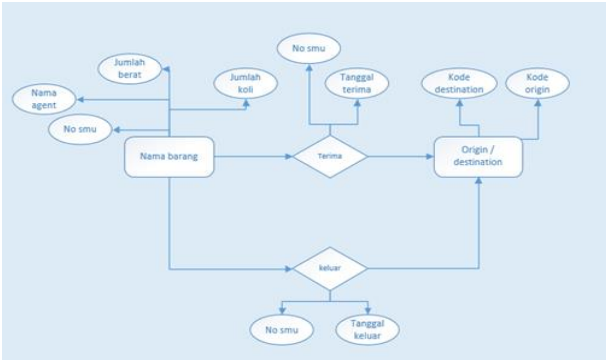 No smu
Jumlah
berat
Nama
agent
Jumlah
koli
Tanggal
terima
Kode
destination
Kode
origin
No smu
Nama barang
Terima
Origin /
destination
keluar
No smu
Tanggal
keluar